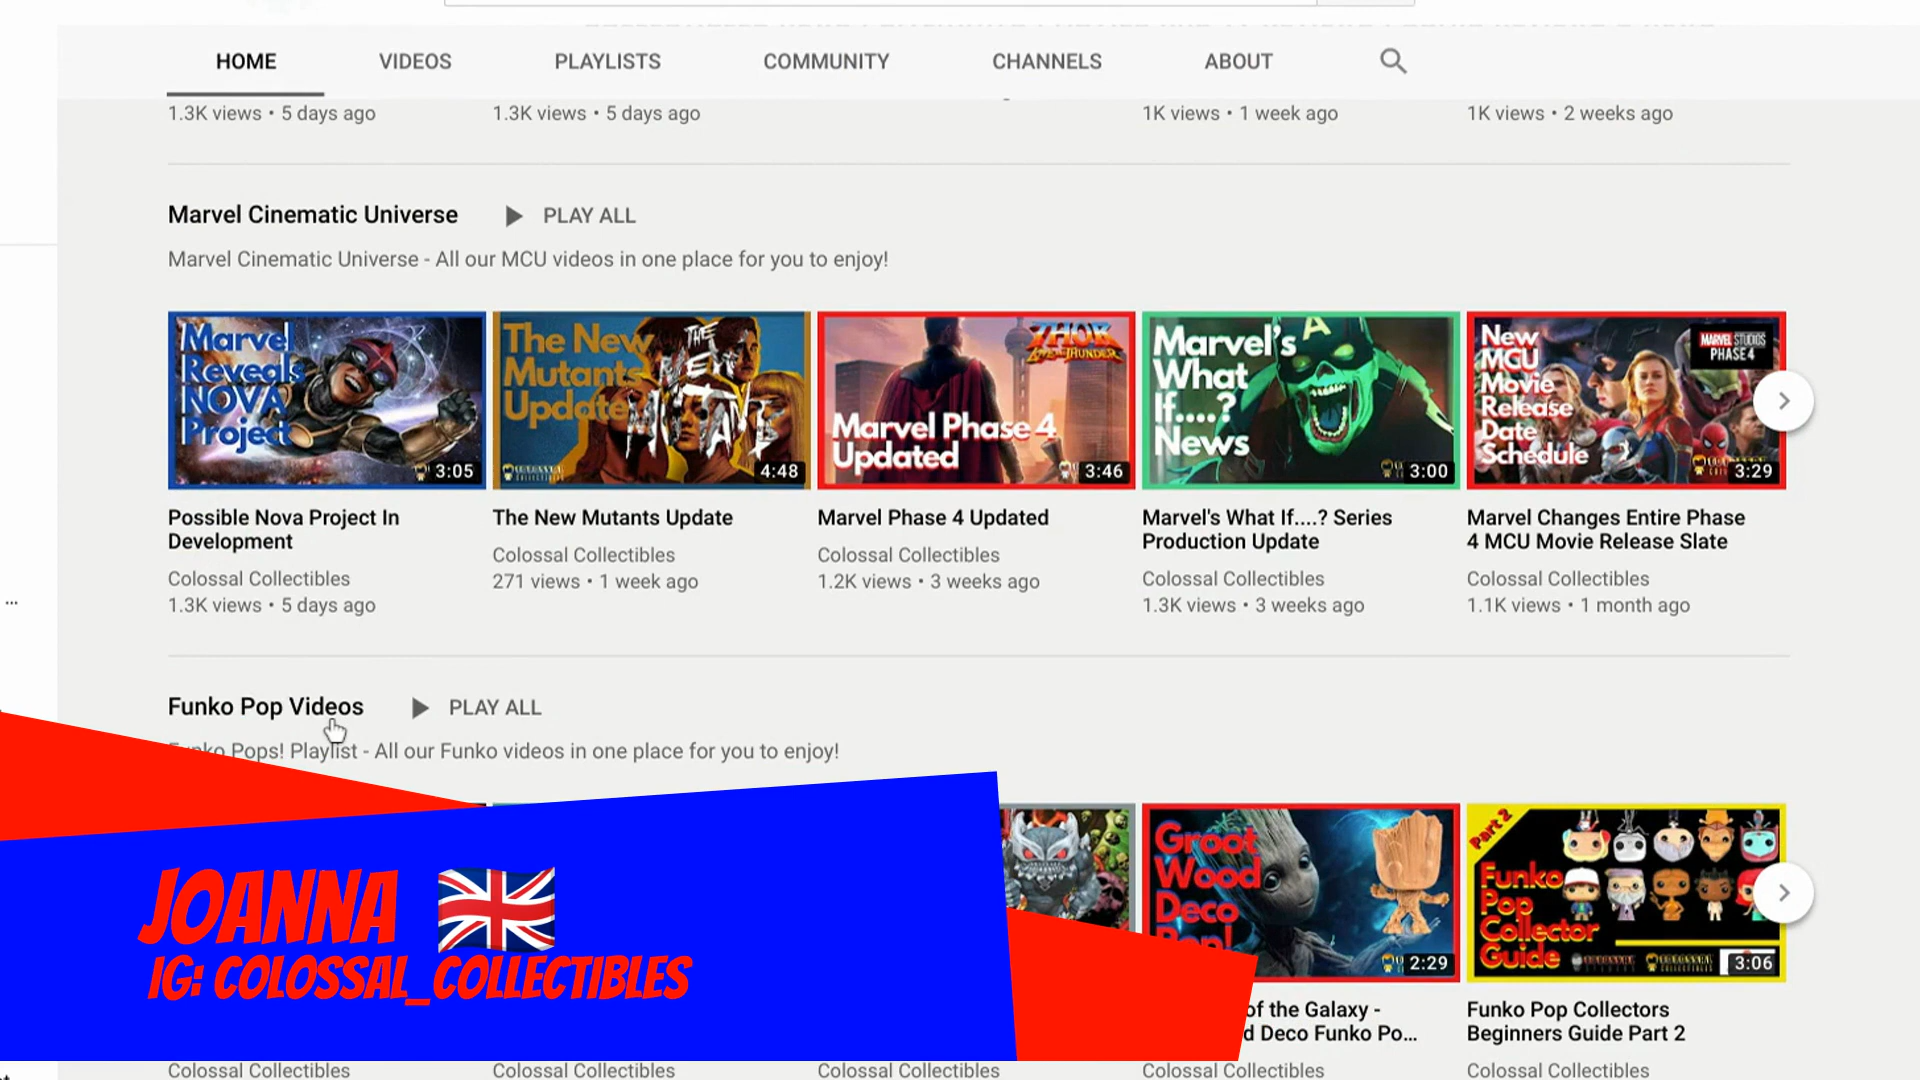 HOME VIDEOS PLAYLISTS COMMUNITY CHANNELS ABOUT
1.3K views • 5 days ago
1.3K views • 5 days ago
1K views • 1 week ago
1K views • 2 weeks ago
Marvel Cinematic Universe PLAY ALL
Marvel Cinematic Universe - All our MCU videos in one place for you to enjoy!
Marvel
Reveals
NOVA
Project
3:05
The New
Mutants
Update
4:48
THOR
Marvel Phase 4
Updated
3:46
Marvel's
What
If....?
News
3:00
New
MCU
Movie
Release
Date
Schedule
MARVEL STUDIOS
PHASE 4
3:29
Possible Nova Project In
Development
Colossal Collectibles
1.3K views • 5 days ago
The New Mutants Update
Colossal Collectibles
271 views • 1 week ago
Marvel Phase 4 Updated
Colossal Collectibles
1.2K views • 3 weeks ago
Marvel's What If....? Series
Production Update
Colossal Collectibles
1.3K views • 3 weeks ago
Marvel Changes Entire Phase
4 MCU Movie Release Slate
Colossal Collectibles
1.1K views • 1 month ago
...
Funko Pop Videos PLAY ALL
Funko Pops! Playlist - All our Funko videos in one place for you to enjoy!
Groot
Wood
Deco
Pop!
2:29
Part 2
Funko
Pop
Collector
Guide
3:06
JOANNA 🇬🇧
IG: COLOSSAL_COLLECTIBLES
of the Galaxy -
d Deco Funko Po...
Funko Pop Collectors
Beginners Guide Part 2
Colossal Collectibles
Colossal Collectibles
Colossal Collectibles
Colossal Collectibles
Colossal Collectibles